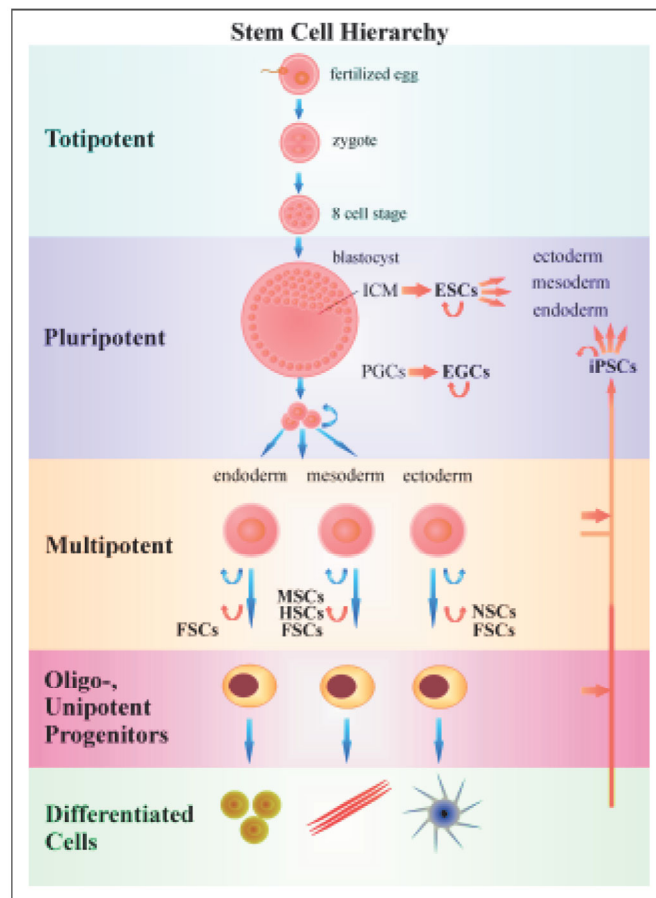 Stem Cell Hierarchy
fertilized egg
Totipotent
zygote
8 cell stage
blastocyst
ectoderm
ICM
ESCs
mesoderm
endoderm
Pluripotent
PGCs
EGCs
iPSCs
endoderm mesoderm ectoderm
Multipotent
MSCs
HSCs
NSCs
FSCs
FSCs
FSCs
Oligo-,
Unipotent
Progenitors
Differentiated
Cells